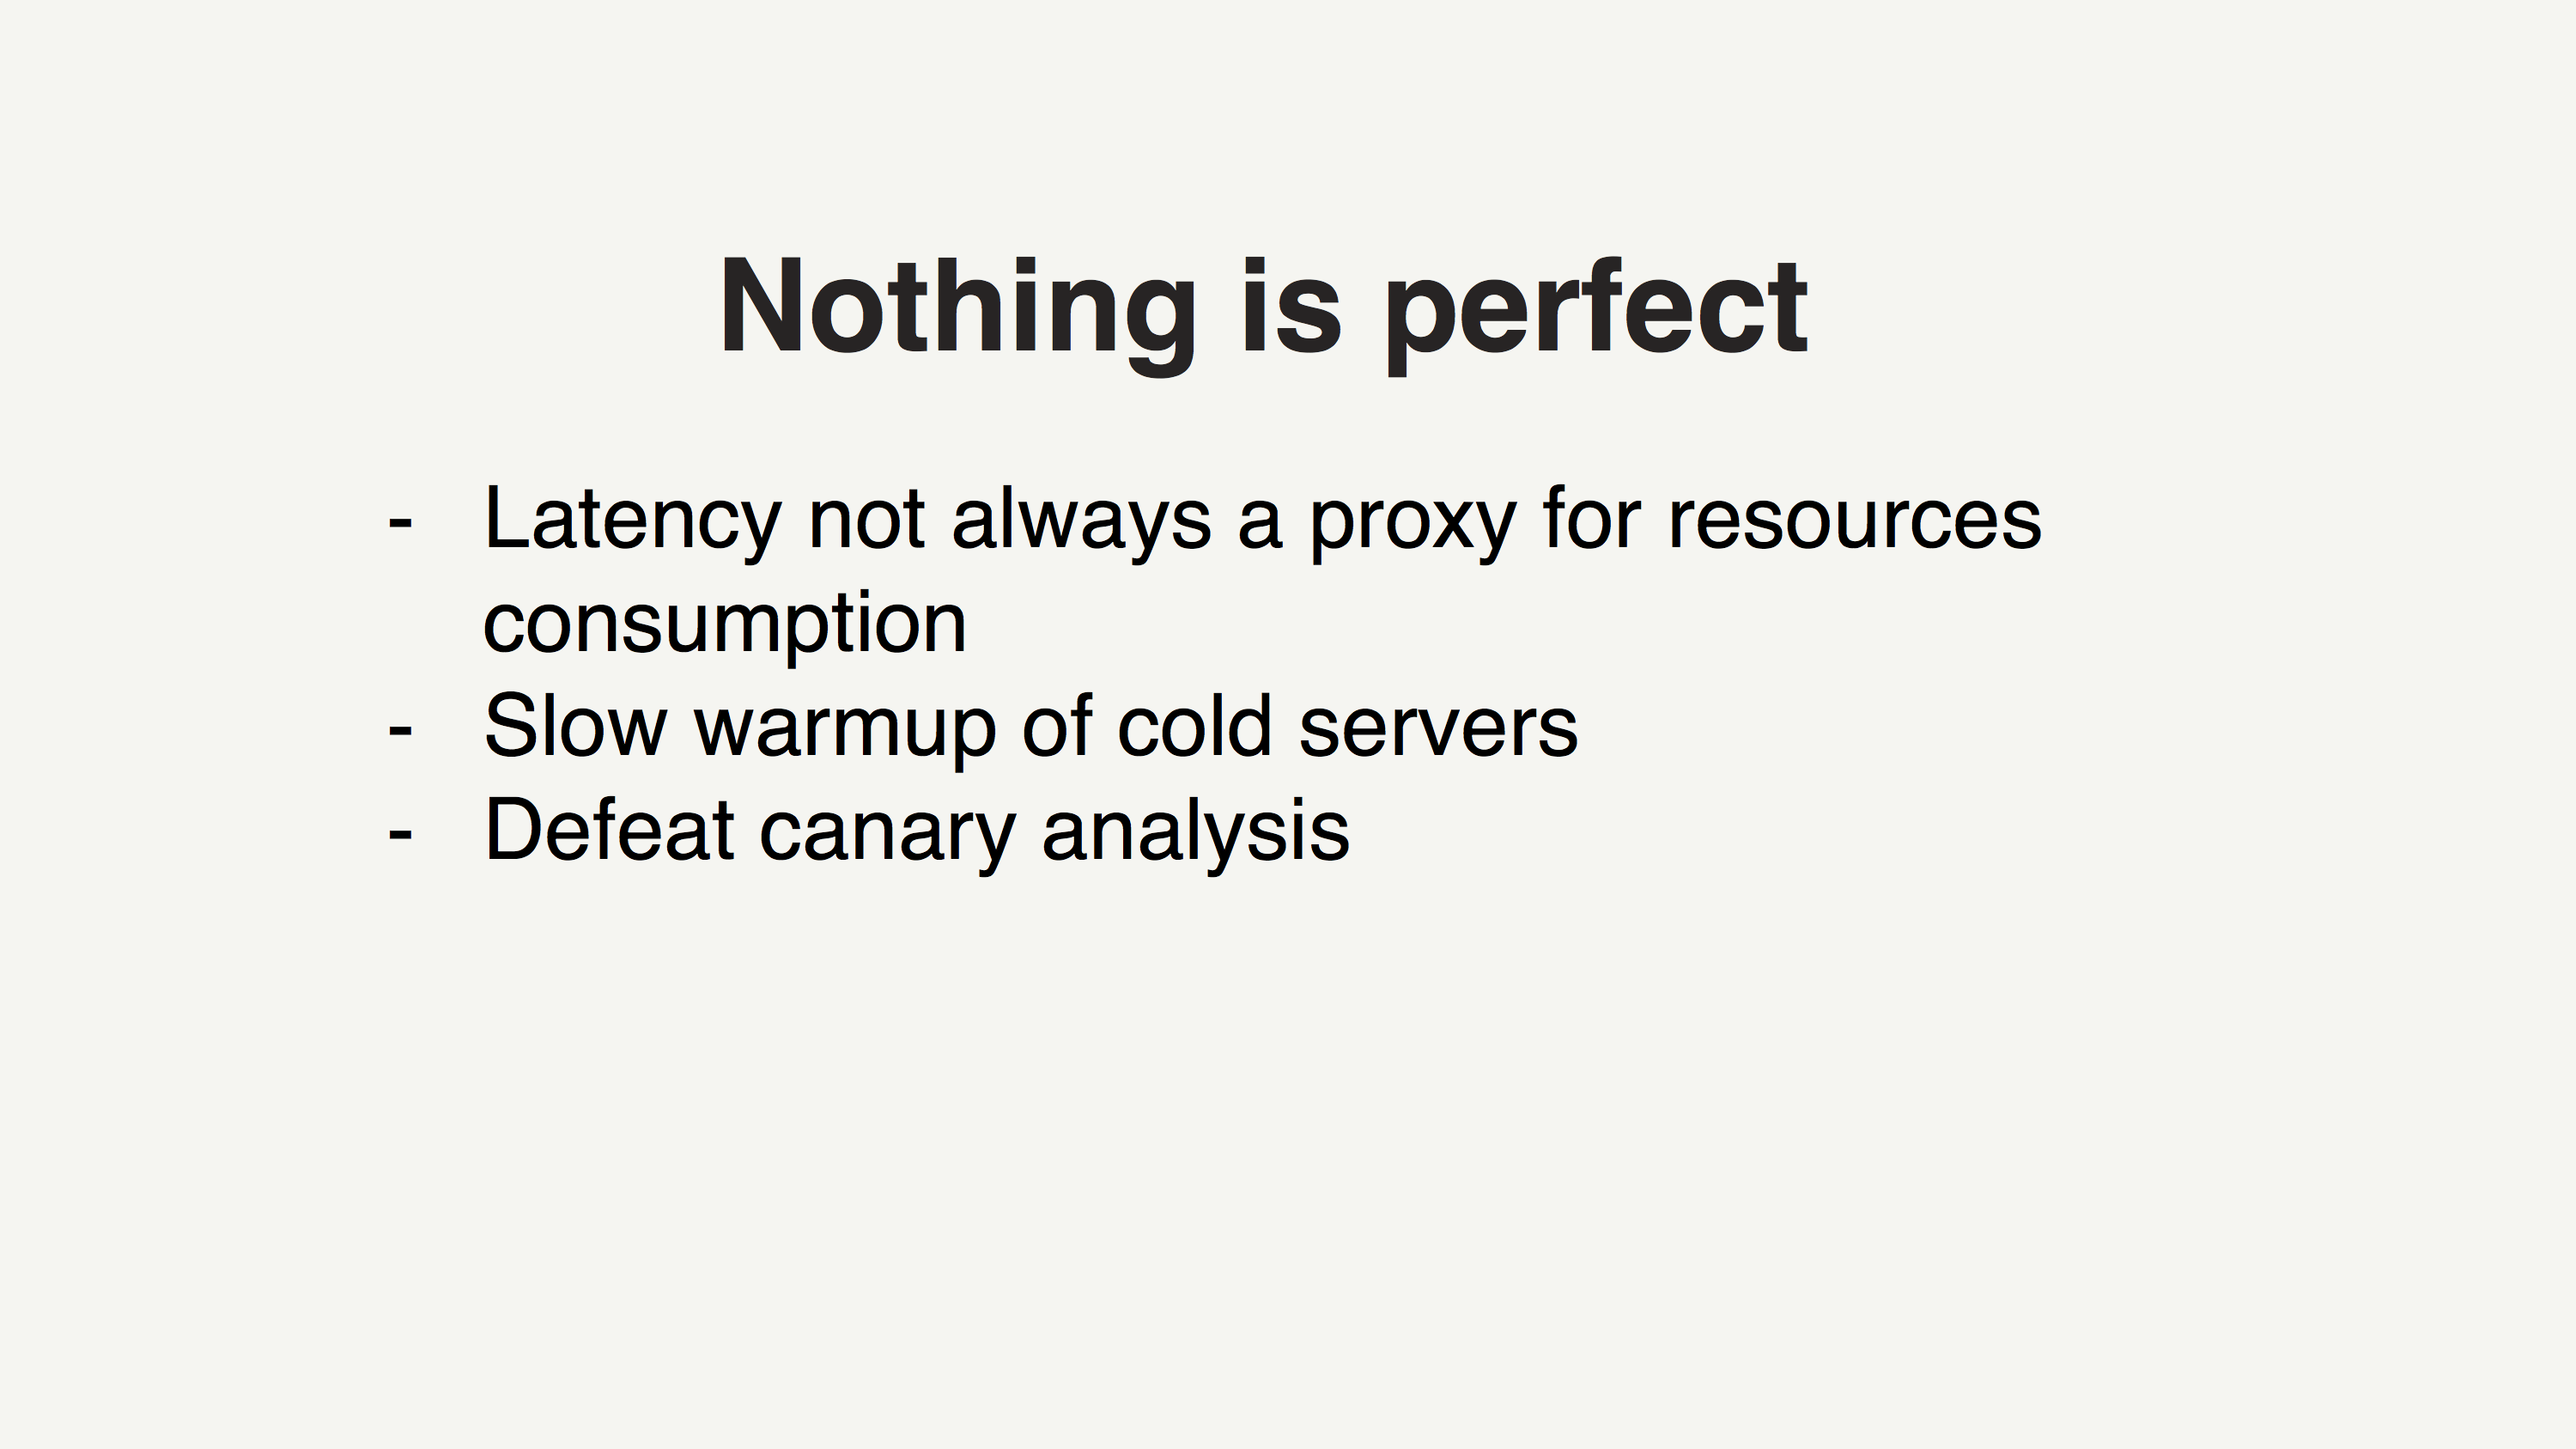 Nothing is perfect
- Latency not always a proxy for resources
consumption
- Slow warmup of cold servers
- Defeat canary analysis